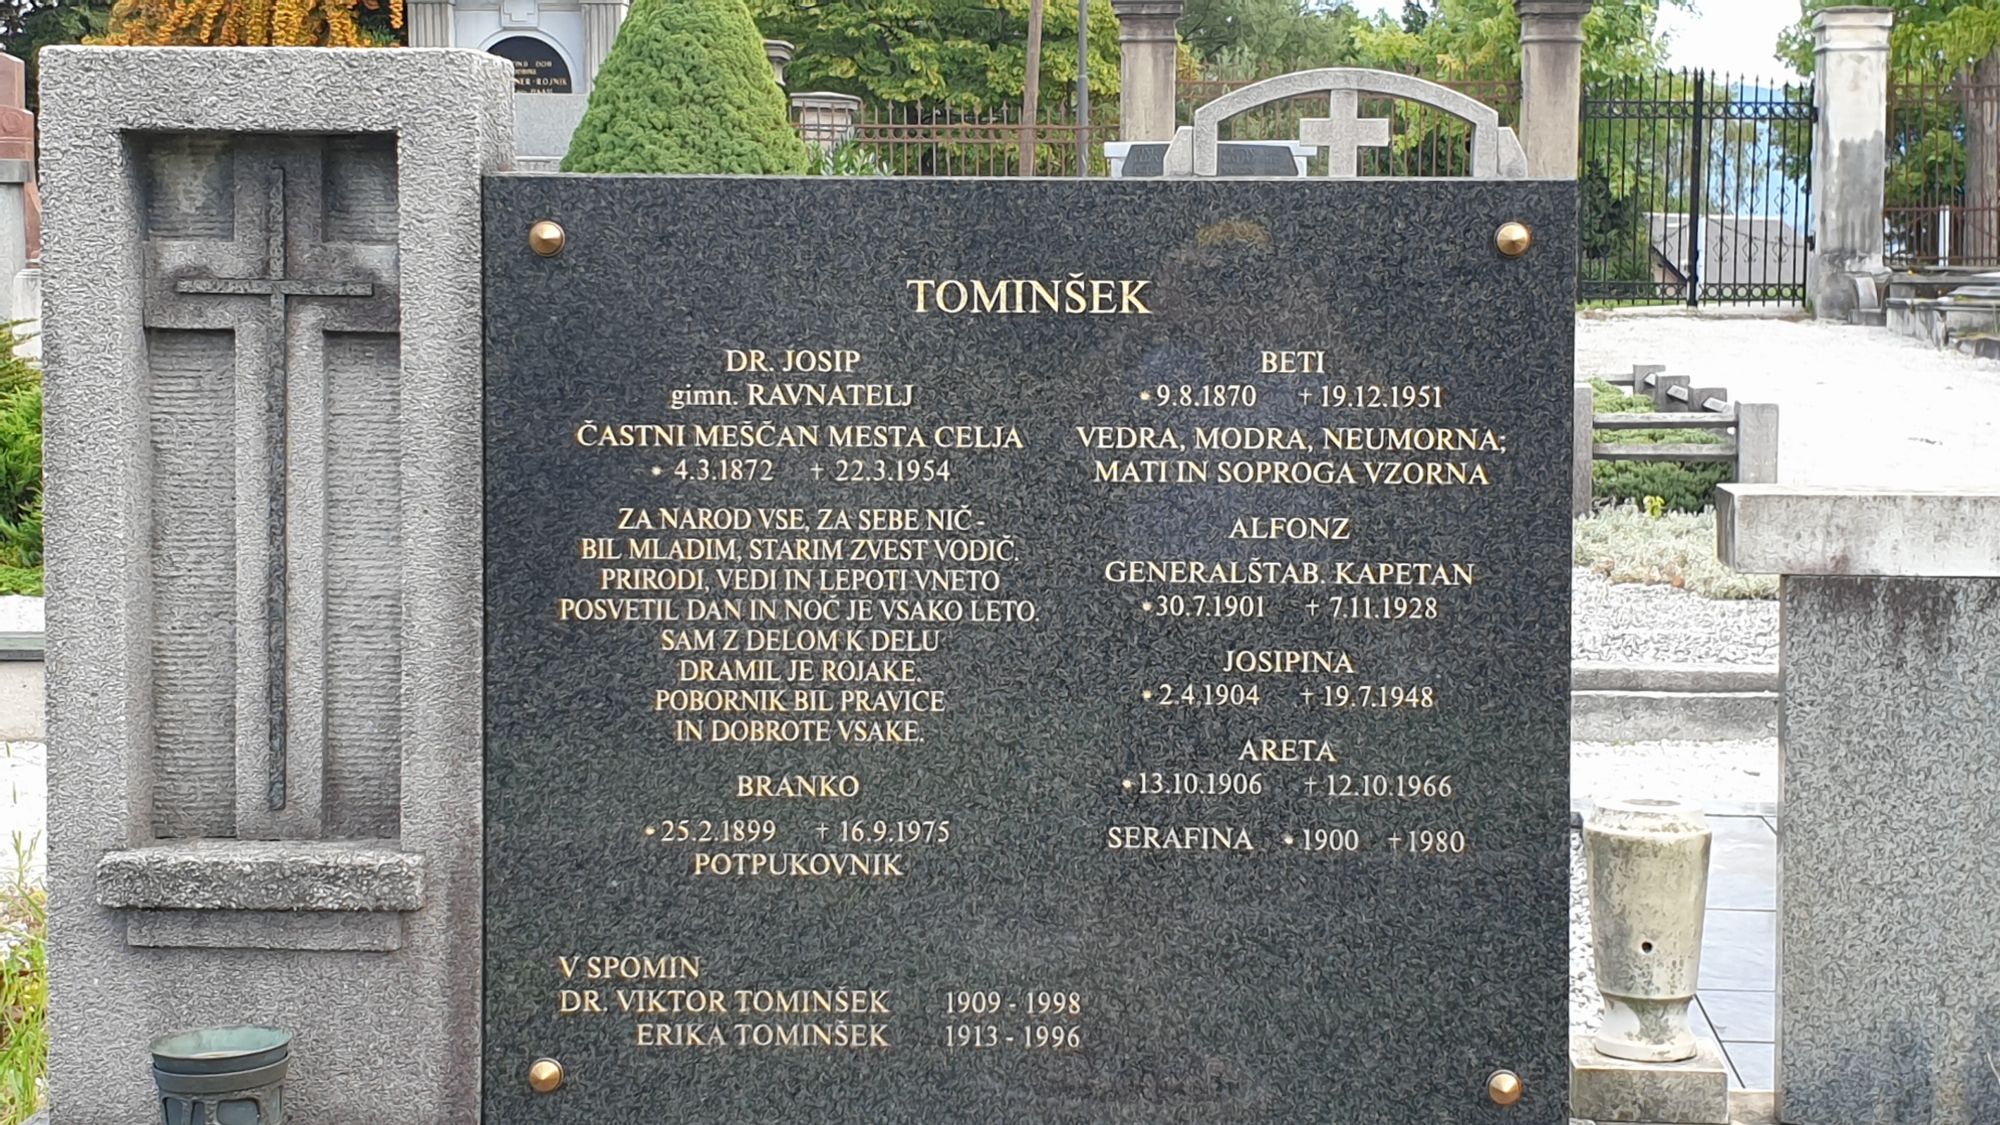 TOMINŠEK
DR. JOSIP
gimn. RAVNATELJ
ČASTNI MEŠČAN MESTA CELJA
* 4.3.1872 + 22.3.1954
ZA NAROD VSE, ZA SEBE NIČ -
BIL MLADIM, STARIM ZVEST VODIČ.
PRIRODI, VEDI IN LEPOTI VNETO
POSVETIL DAN IN NOČ JE VSAKO LETO.
SAM Z DELOM K DELU
DRAMIL JE ROJAKE.
POBORNIK BIL PRAVICE
IN DOBROTE VSAKE.
BRANKO
* 25.2.1899 + 16.9.1975
POTPUKOVNIK
BETI
* 9.8.1870 + 19.12.1951
VEDRA, MODRA, NEUMORNA;
MATI IN SOPROGA VZORNA
ALFONZ
GENERALŠTAB. KAPETAN
* 30.7.1901 + 7.11.1928
JOSIPINA
* 2.4.1904 + 19.7.1948
ARETA
* 13.10.1906 + 12.10.1966
SERAFINA * 1900 + 1980
V SPOMIN
DR. VIKTOR TOMINŠEK 1909 - 1998
ERIKA TOMINŠEK 1913 - 1996